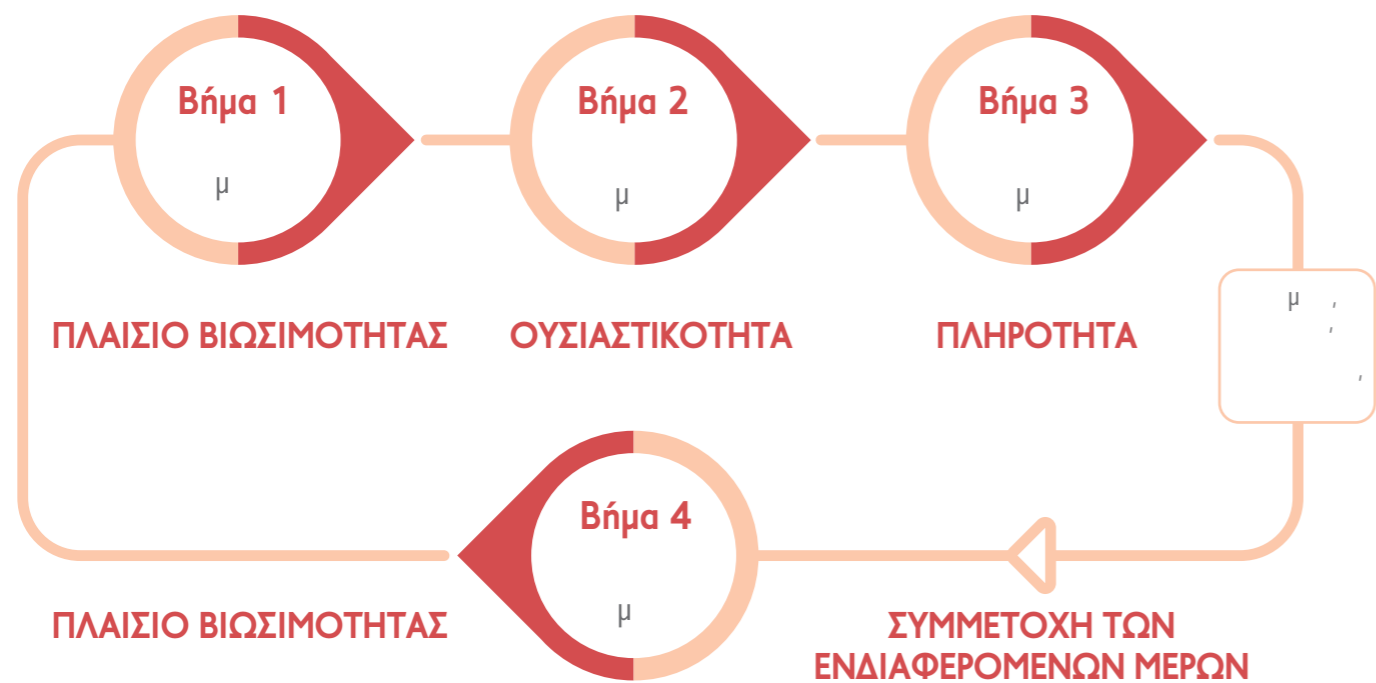 Βήμα 1
μ
Βήμα 2
μ
Βήμα 3
μ
ΠΛΑΙΣΙΟ ΒΙΩΣΙΜΟΤΗΤΑΣ
ΟΥΣΙΑΣΤΙΚΟΤΗΤΑ
ΠΛΗΡΟΤΗΤΑ
μ ,
,
,
Βήμα 4
μ
ΠΛΑΙΣΙΟ ΒΙΩΣΙΜΟΤΗΤΑΣ
ΣΥΜΜΕΤΟΧΗ ΤΩΝ
ΕΝΔΙΑΦΕΡΟΜΕΝΩΝ ΜΕΡΩΝ